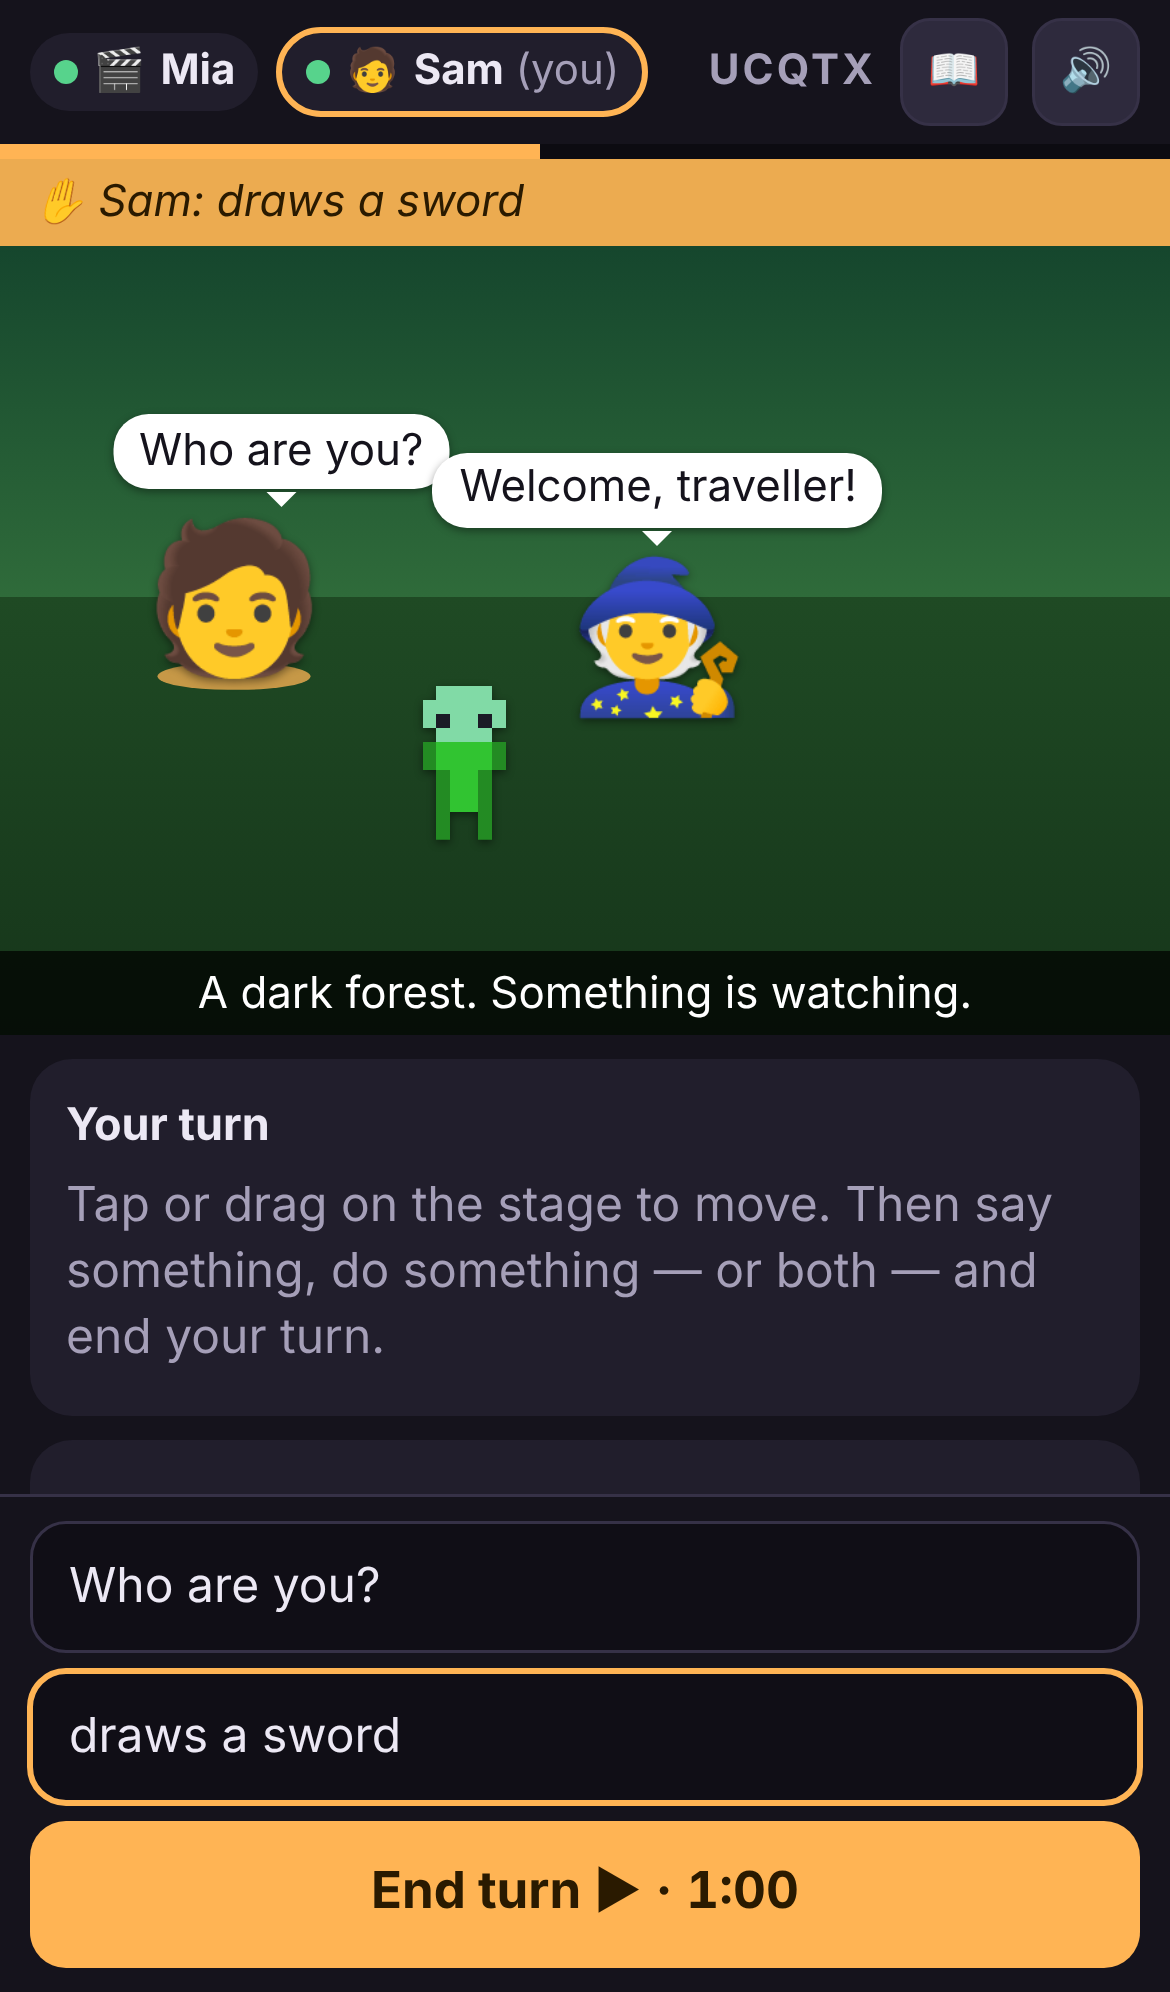 🎬 Mia 🧑 Sam (you) UCQTX 📖 🔊
✋ Sam: draws a sword
Who are you?
Welcome, traveller!
A dark forest. Something is watching.
Your turn
Tap or drag on the stage to move. Then say
something, do something — or both — and
end your turn.
Who are you?
draws a sword
End turn ▶ · 1:00